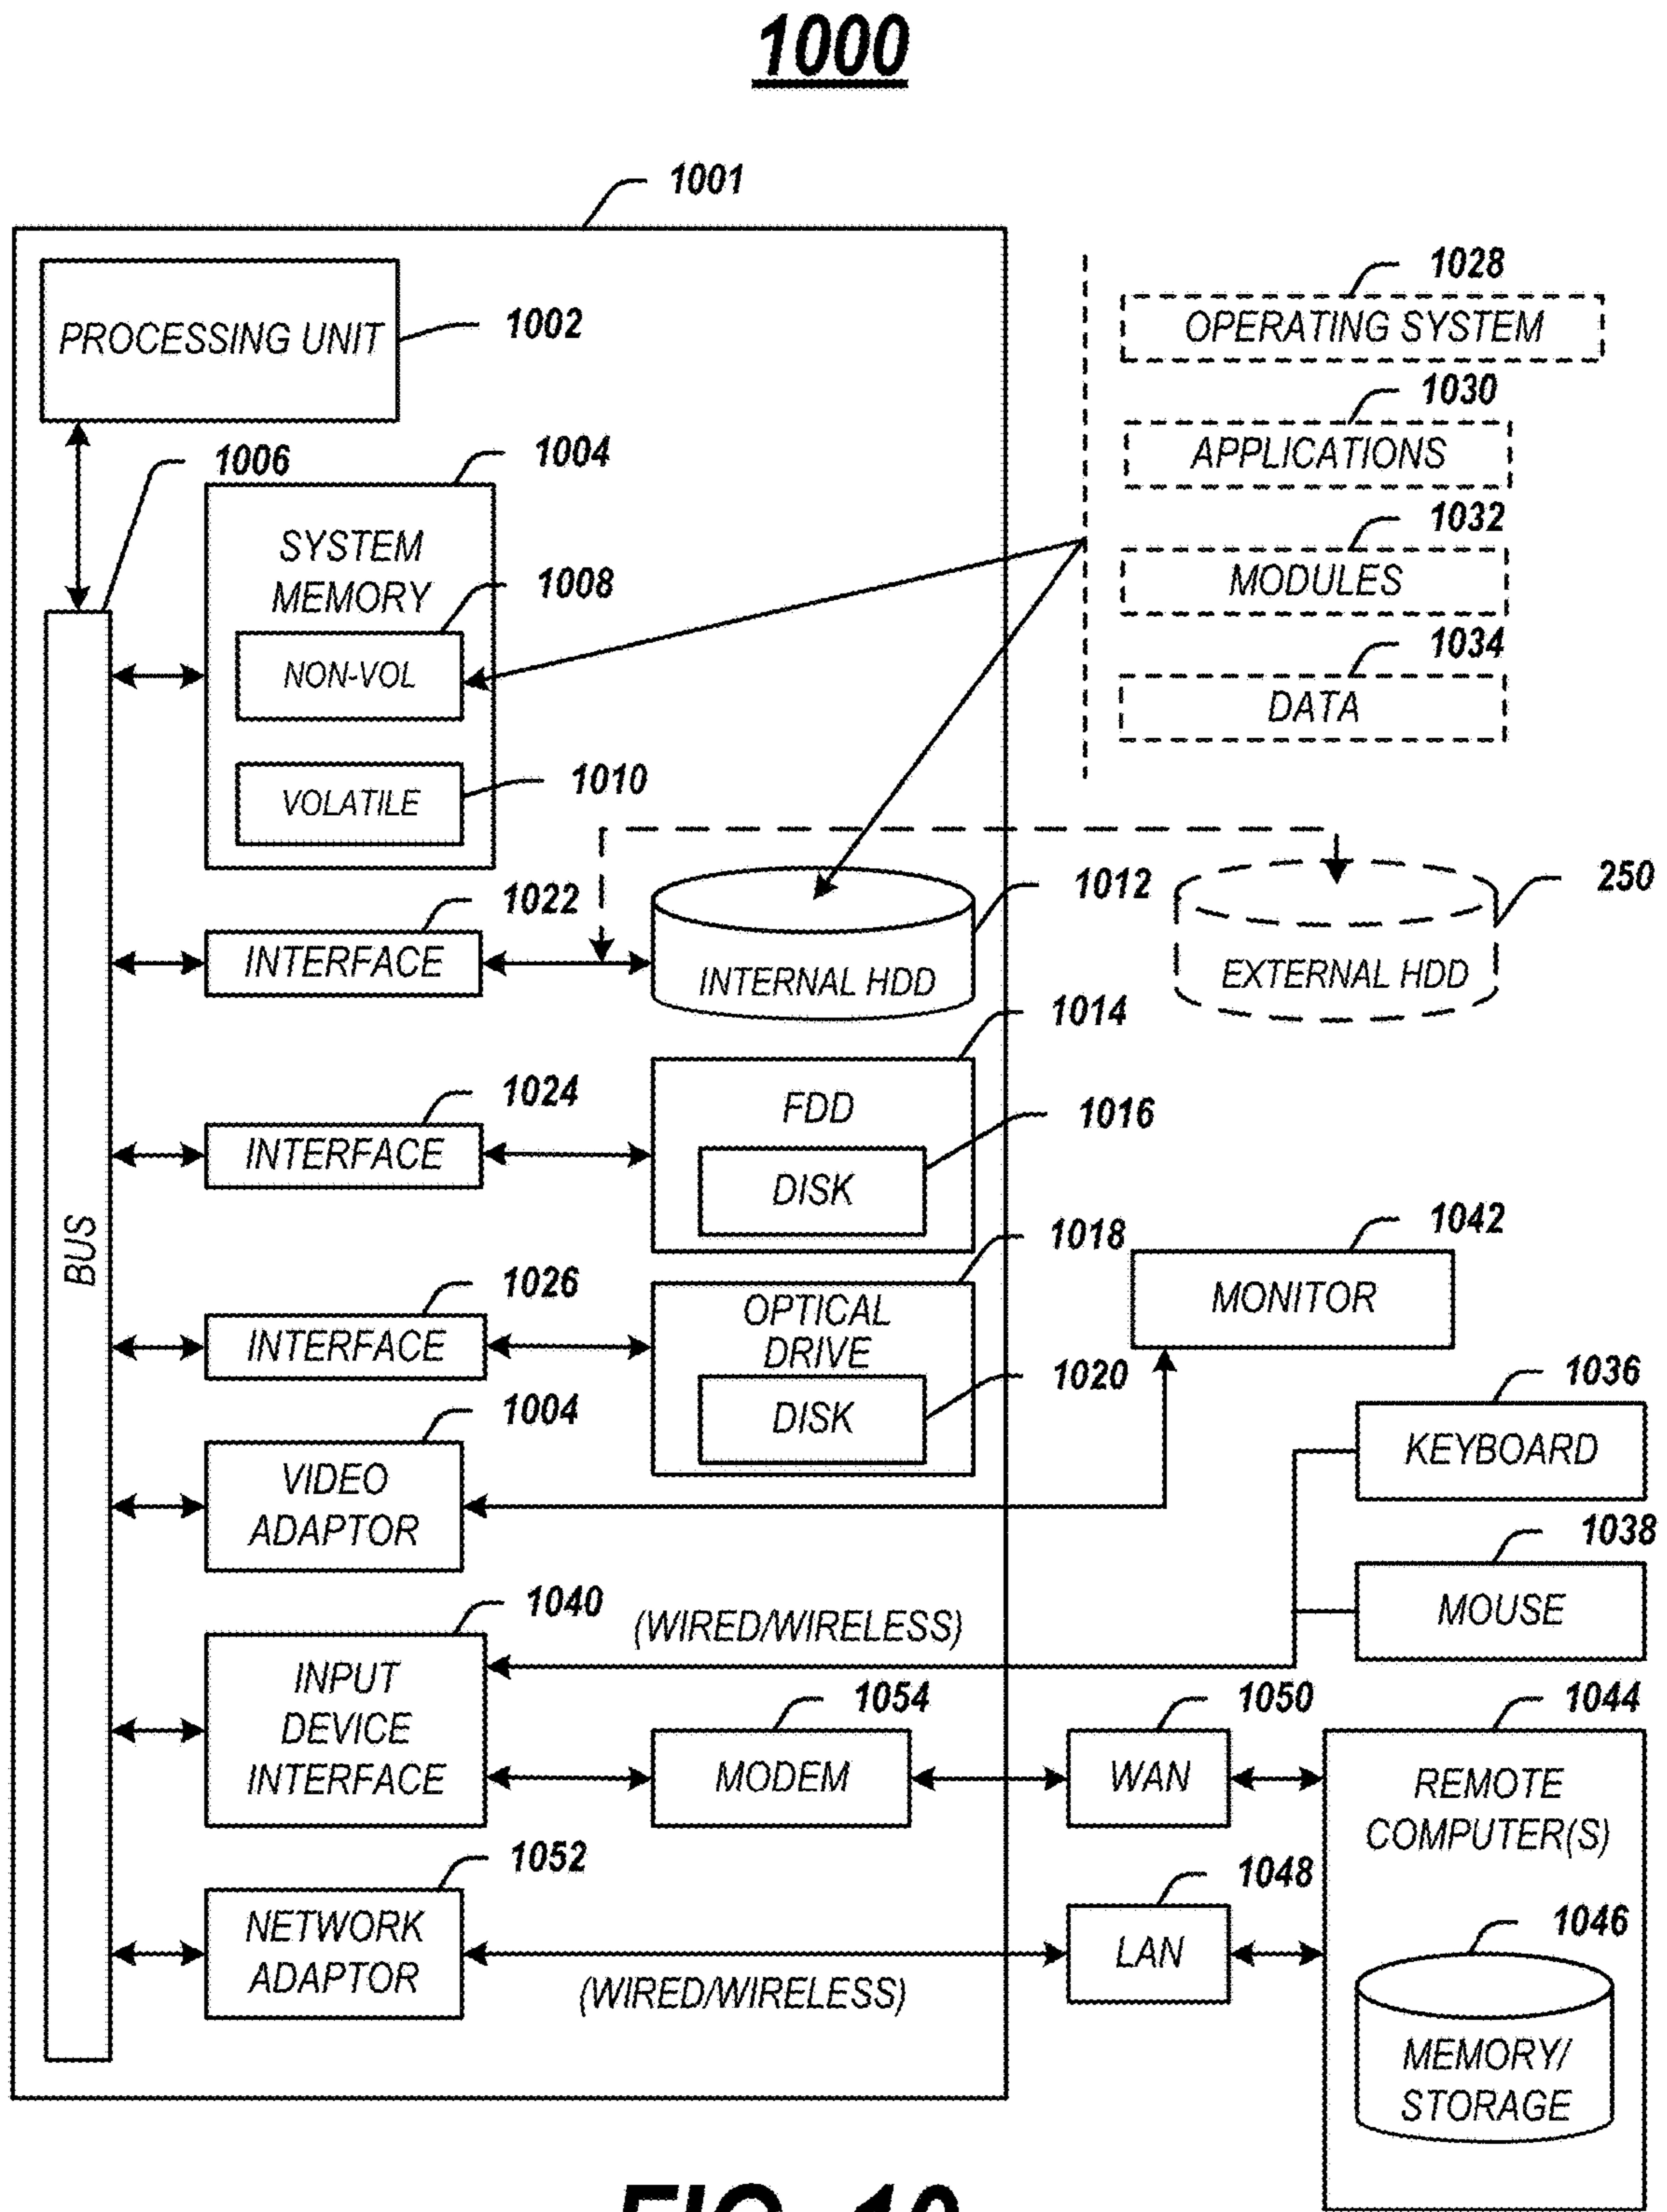 1000
1001
PROCESSING UNIT
1002
1028
OPERATING SYSTEM
1030
APPLICATIONS
1032
MODULES
1034
DATA
1006
1004
SYSTEM
MEMORY
1008
NON-VOL
1010
VOLATILE
BUS
1022
INTERFACE
1012
INTERNAL HDD
250
EXTERNAL HDD
1024
INTERFACE
1014
FDD
1016
DISK
1026
INTERFACE
1018
OPTICAL
DRIVE
1020
DISK
1042
MONITOR
1004
VIDEO
ADAPTOR
1036
KEYBOARD
1038
MOUSE
1040
INPUT
DEVICE
INTERFACE
(WIRED/WIRELESS)
1054
MODEM
1050
WAN
1044
REMOTE
COMPUTER(S)
1052
NETWORK
ADAPTOR
(WIRED/WIRELESS)
1048
LAN
1046
MEMORY/
STORAGE
FIG. 10